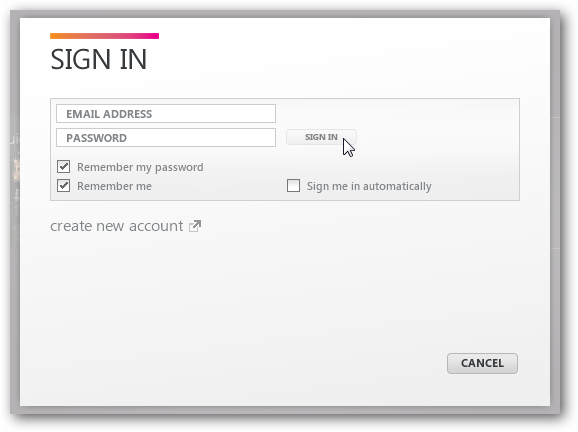 SIGN IN
EMAIL ADDRESS
PASSWORD
SIGN IN
Remember my password
Remember me
Sign me in automatically
create new account
CANCEL